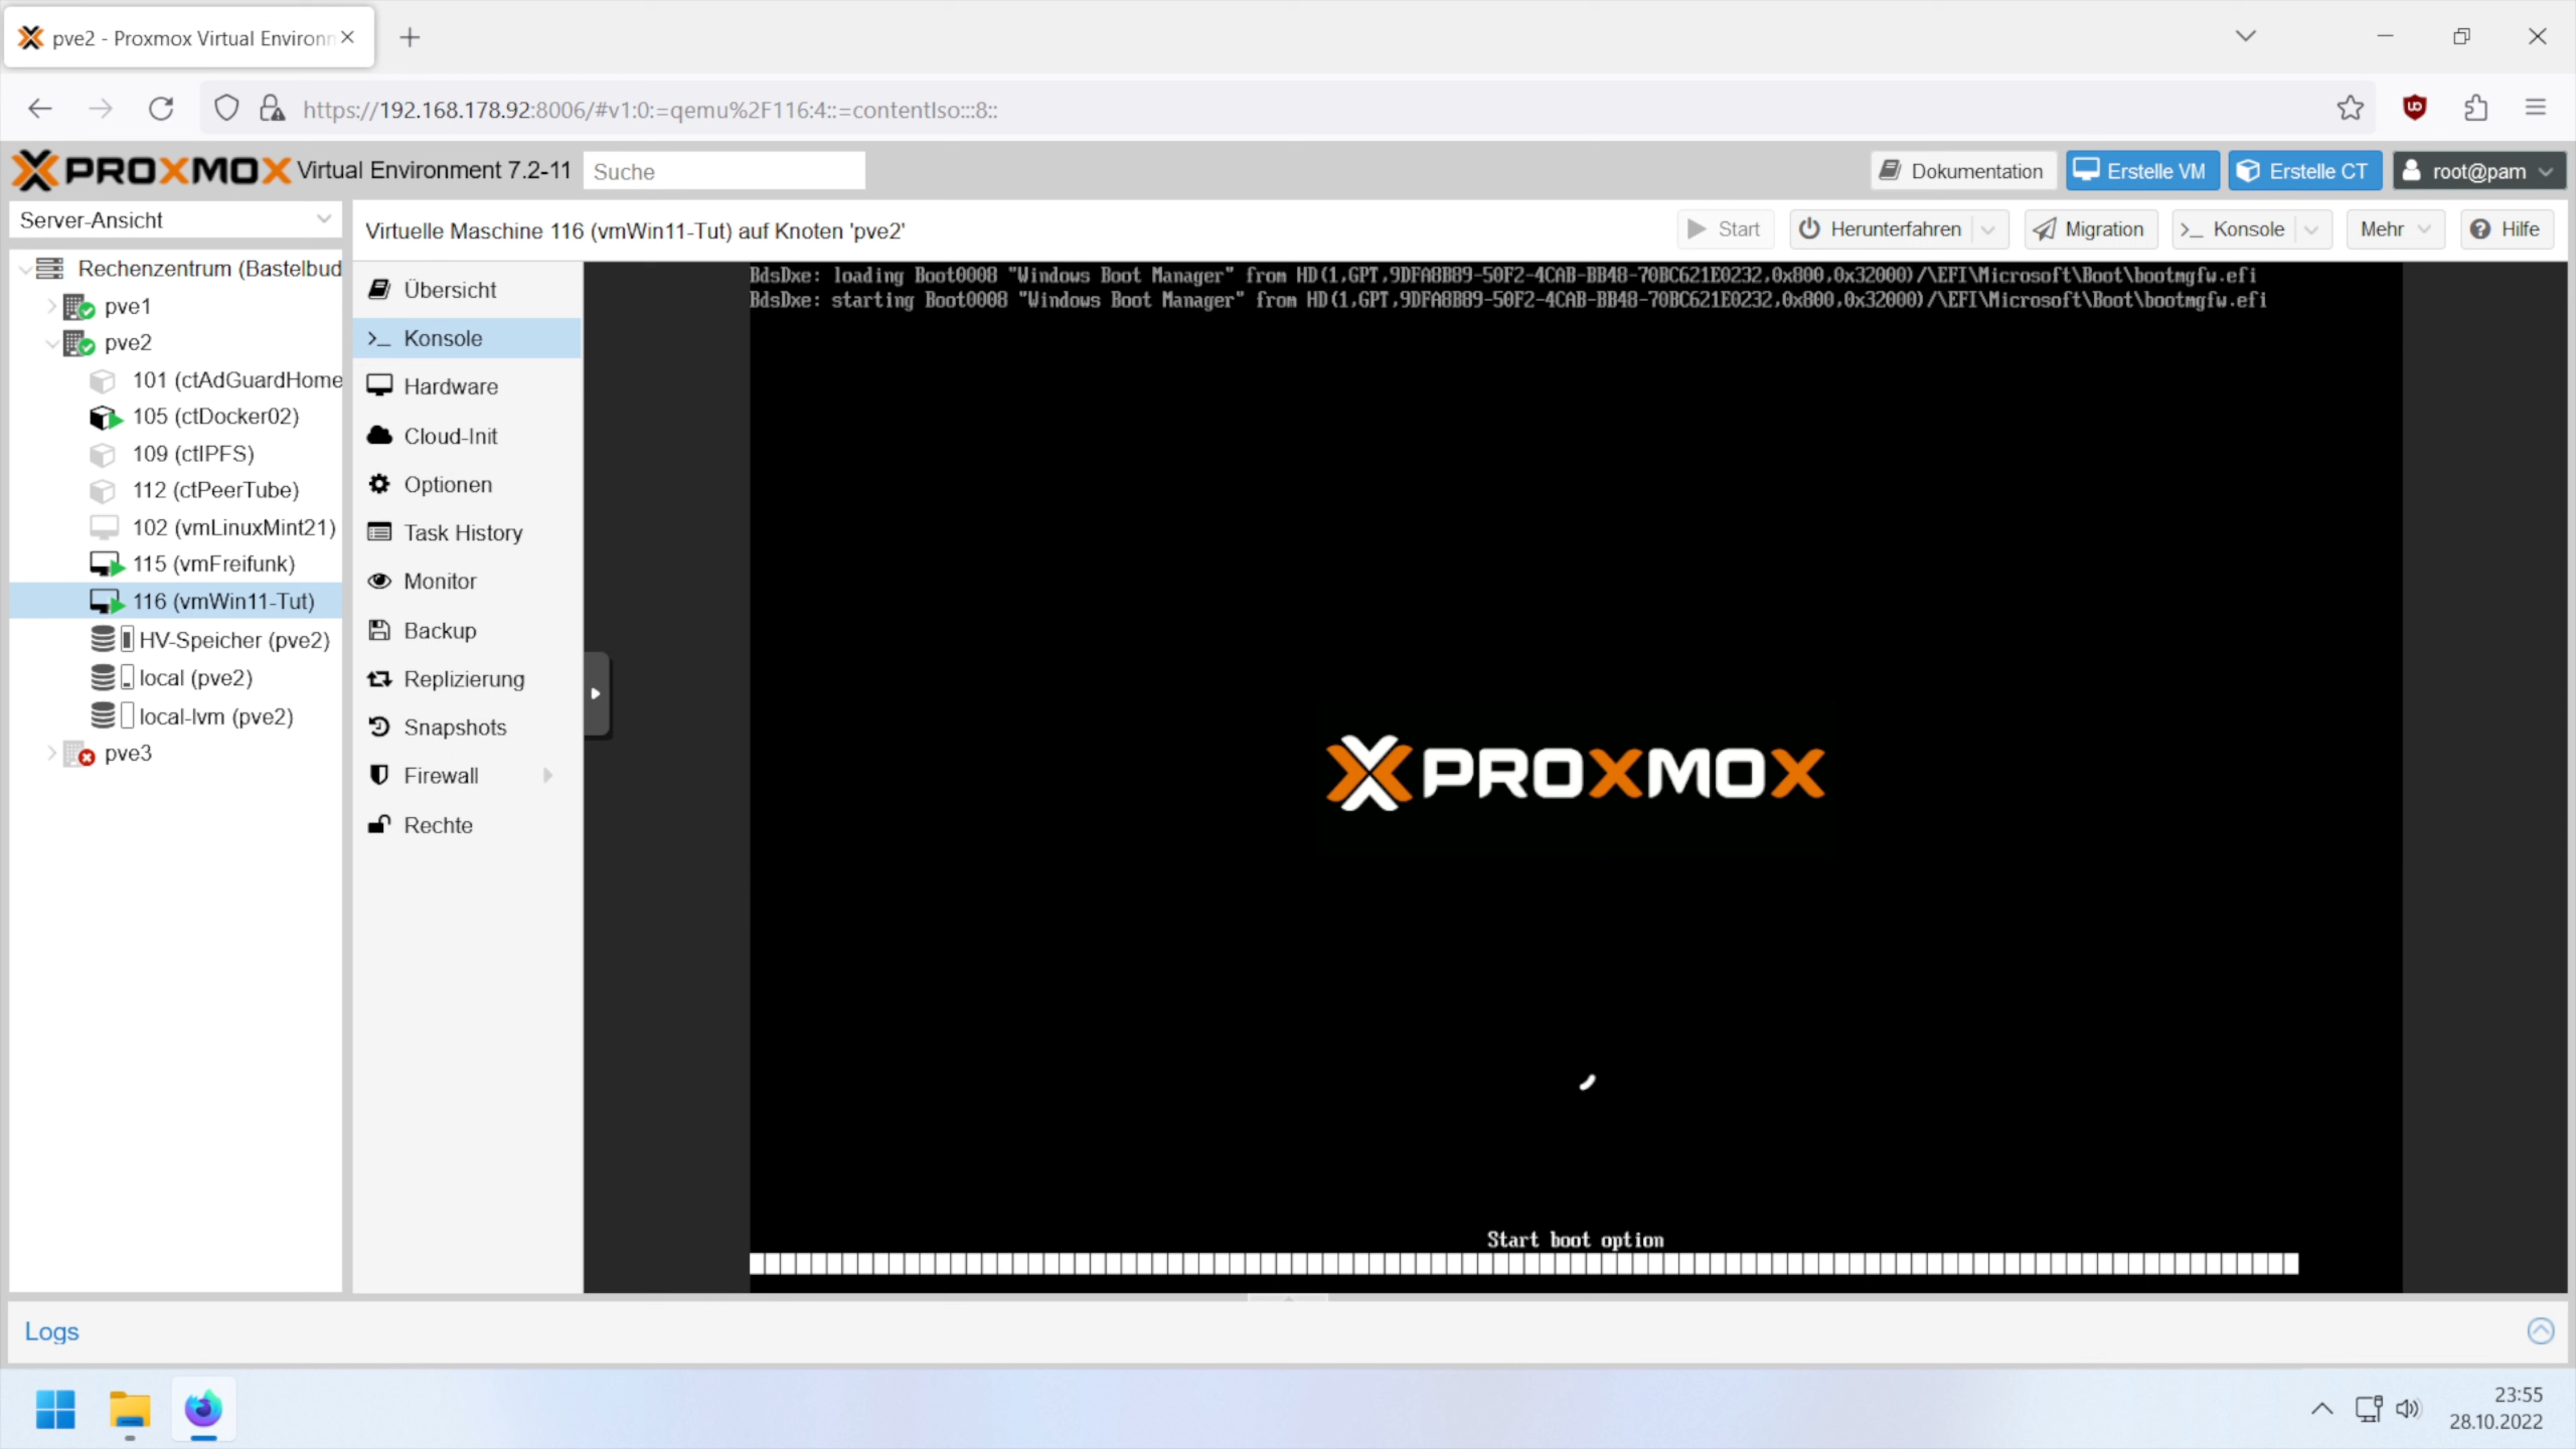 pve2 - Proxmox Virtual Environ
https://192.168.178.92:8006/#v1:0:=qemu%2F116:4::=contentIso:::8::
PROXMOX Virtual Environment 7.2-11
Suche
Dokumentation
Erstelle VM
Erstelle CT
root@pam
Server-Ansicht
Virtuelle Maschine 116 (vmWin11-Tut) auf Knoten 'pve2'
Start
Herunterfahren
Migration
Konsole
Mehr
Hilfe
Rechenzentrum (Bastelbud
pve1
pve2
101 (ctAdGuardHome
105 (ctDocker02)
109 (ctIPFS)
112 (ctPeerTube)
102 (vmLinuxMint21)
115 (vmFreifunk)
116 (vmWin11-Tut)
HV-Speicher (pve2)
local (pve2)
local-lvm (pve2)
pve3
Übersicht
Konsole
Hardware
Cloud-Init
Optionen
Task History
Monitor
Backup
Replizierung
Snapshots
Firewall
Rechte
BdsDxe: loading Boot0008 "Windows Boot Manager" from HD(1,GPT,9DFA8B89-50F2-4CAB-BB48-70BC621E0232,0x800,0x32000)/\EFI\Microsoft\Boot\bootmgfw.efi
BdsDxe: starting Boot0008 "Windows Boot Manager" from HD(1,GPT,9DFA8B89-50F2-4CAB-BB48-70BC621E0232,0x800,0x32000)/\EFI\Microsoft\Boot\bootmgfw.efi
PROXMOX
Start boot option
Logs
23:55
28.10.2022